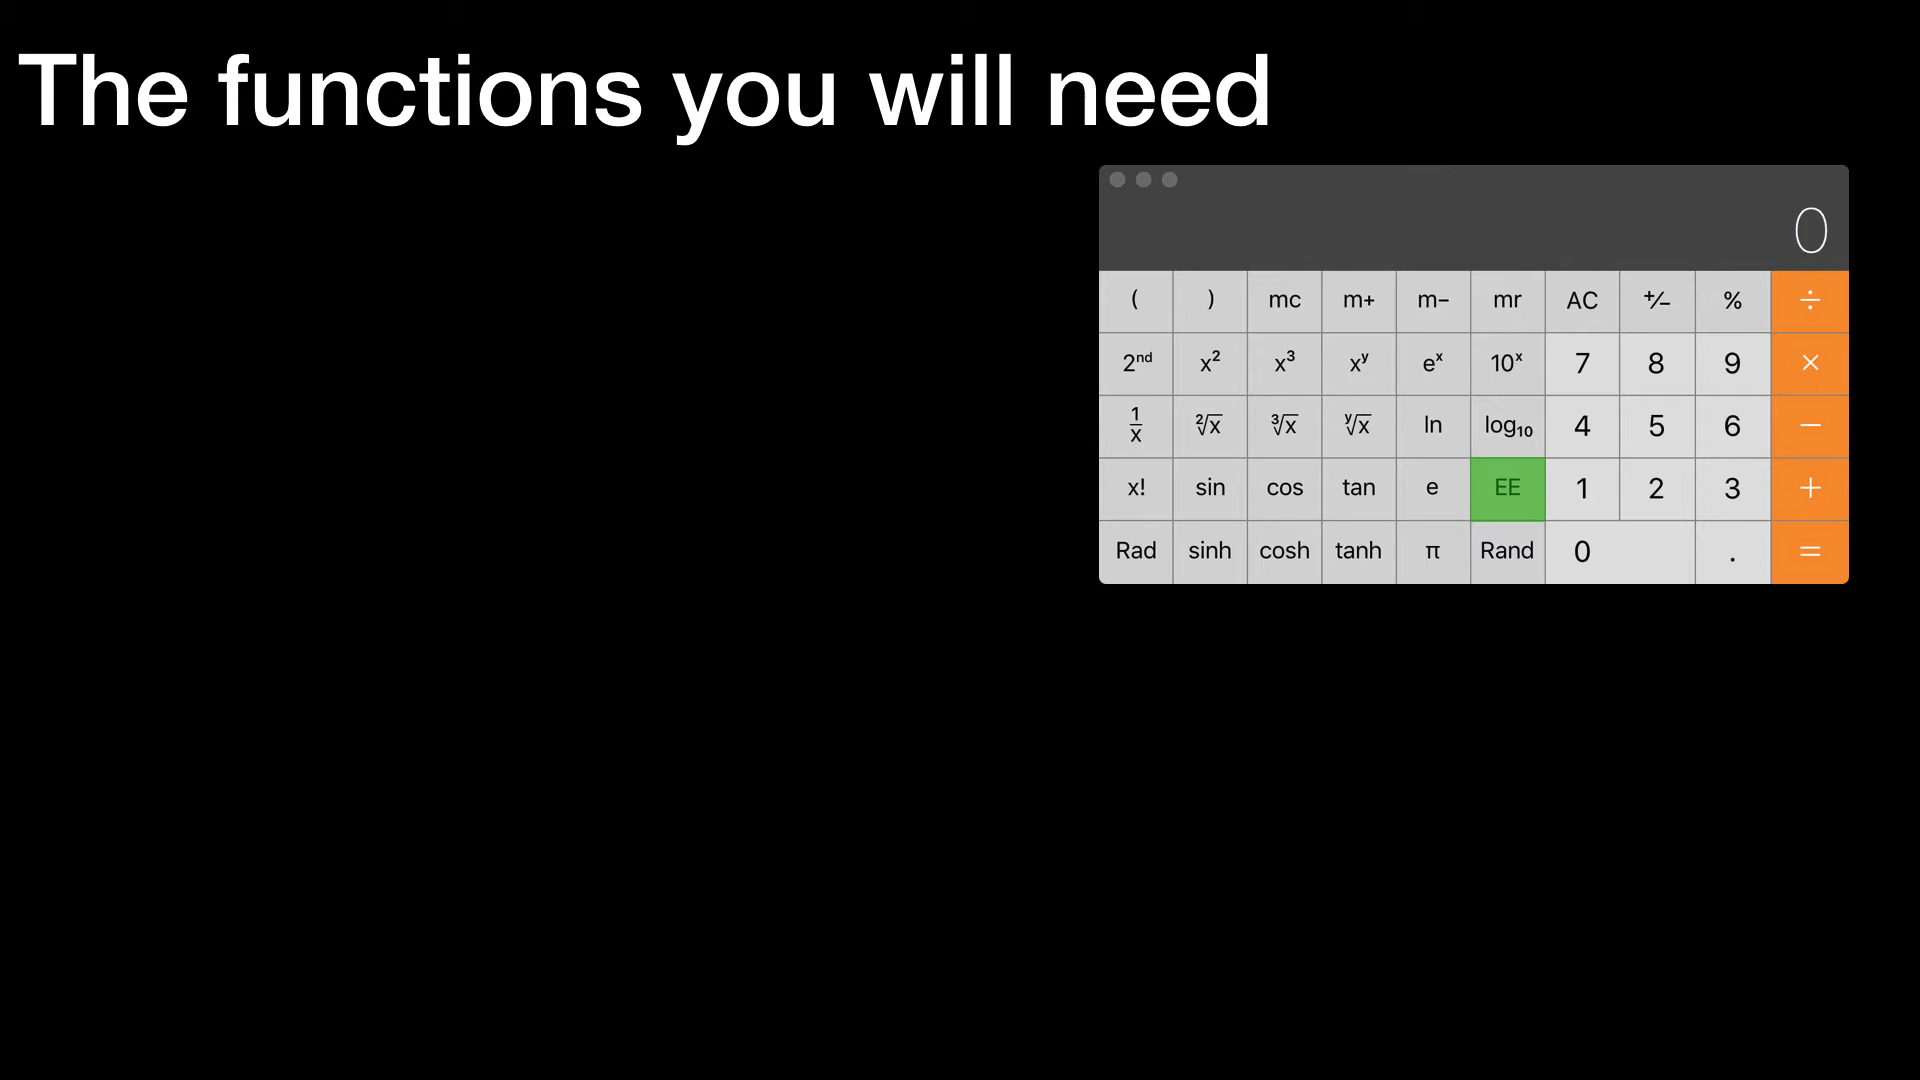 The functions you will need
0
( ) mc m+ m− mr AC +/− % ÷
2nd x² x³ xʸ eˣ 10ˣ 7 8 9 ×
1/x ²√x ³√x ʸ√x ln log₁₀ 4 5 6 −
x! sin cos tan e EE 1 2 3 +
Rad sinh cosh tanh π Rand 0 . =